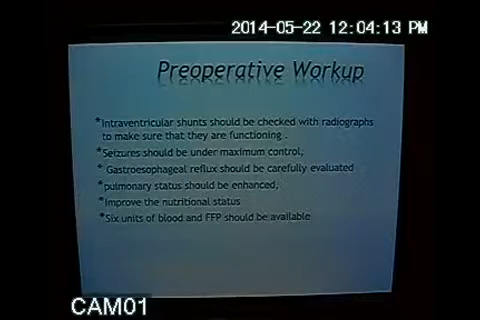 2014-05-22 12:04:13 PM
Preoperative Workup
*Intraventricular shunts should be checked with radiographs
to make sure that they are functioning .
*Seizures should be under maximum control,
* Gastroesophageal reflux should be carefully evaluated
*pulmonary status should be enhanced,
*Improve the nutritional status
*Six units of blood and FFP should be available
CAM01